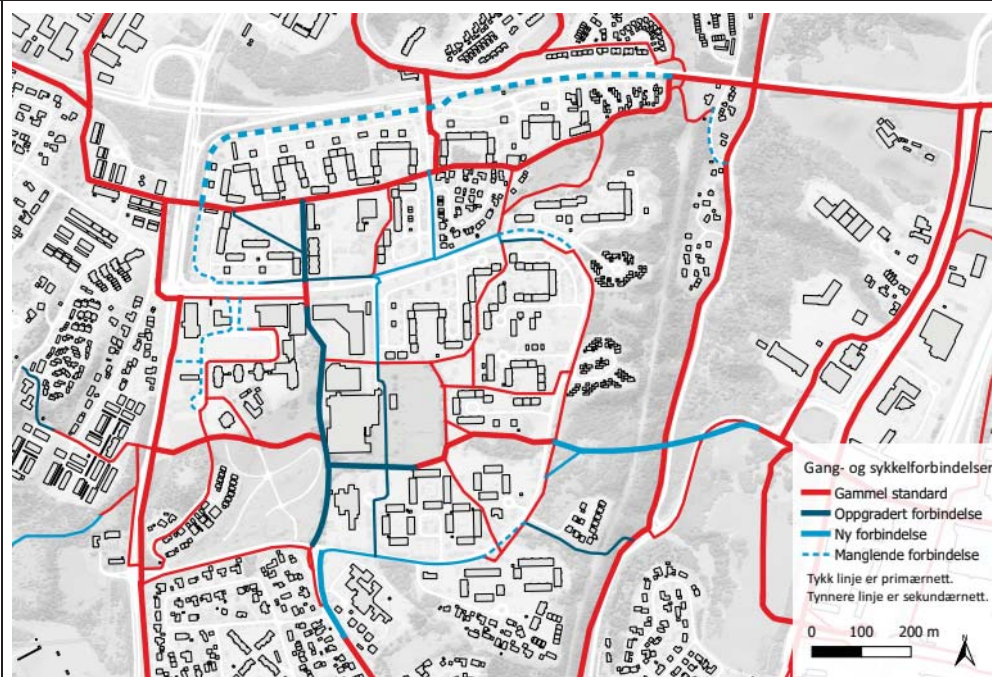 Gang- og sykkelforbindelser
Gammel standard
Oppgradert forbindelse
Ny forbindelse
Manglende forbindelse
Tykk linje er primærnett.
Tynnere linje er sekundærnett.
0 100 200 m
N